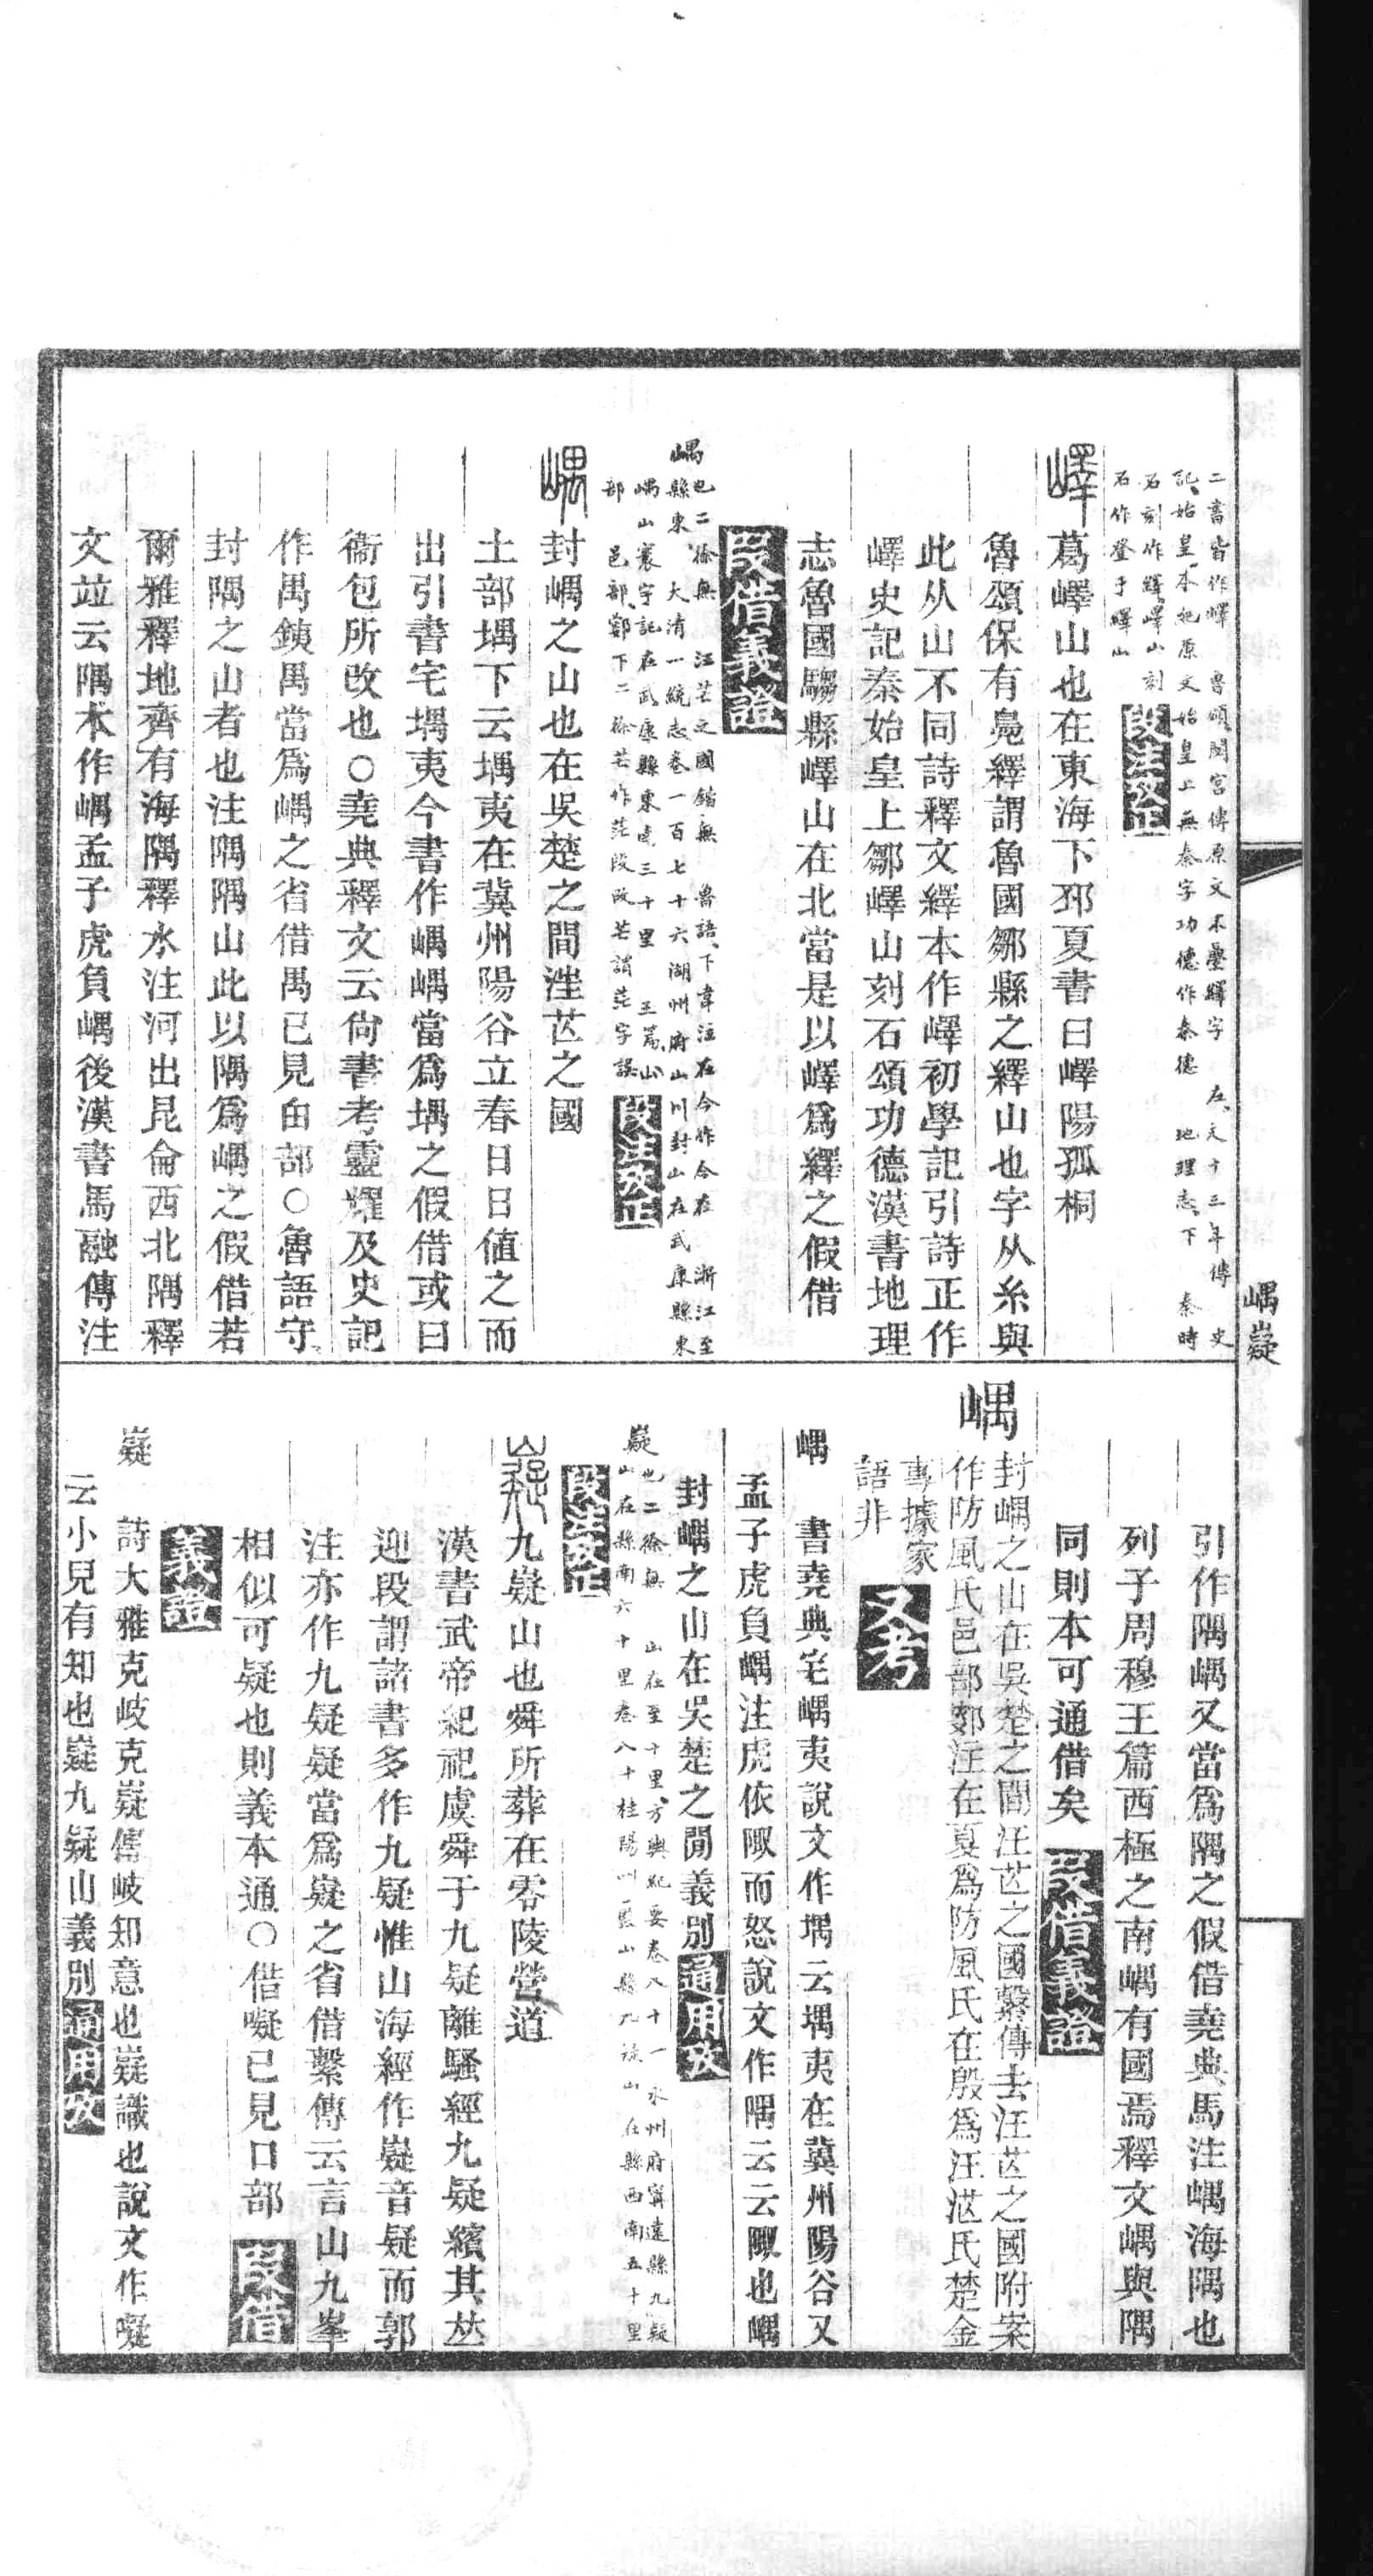 二書皆作嶧 魯頌閟宮傳原文不疊繹字 左文十三年傳 史
記始皇本紀原文始皇上無秦字功德作秦德 地理志下 秦時
石刻作繹嶧山刻
石作登于繹山
段注攷正
嶧 葛嶧山也在東海下邳夏書曰嶧陽孤桐
魯頌保有鳧繹謂魯國鄒縣之繹山也字从糸與
此从山不同詩釋文繹本作嶧初學記引詩正作
嶧史記秦始皇上鄒嶧山刻石頌功德漢書地理
志魯國騶縣嶧山在北當是以嶧爲繹之假借
段借義證
嵎也二徐無 汪芒之國鍇無 魯語下韋注在今作今在 浙江至
縣東大清一統志卷一百七十六湖州府山川封山在武康縣東
嵎山寰宇記在武康縣東三十里 玉篇山
部 邑部鄋下二徐芒作茫段改芒謂茫字誤
段注攷正
嵎 封嵎之山也在吳楚之間汪芒之國
土部堣下云堣夷在冀州陽谷立春日日値之而
出引書宅堣夷今書作嵎嵎當爲堣之假借或曰
衞包所改也○堯典釋文云尙書考靈耀及史記
作禺銕禺當爲嵎之省借禺已見甶部○魯語守
封隅之山者也注隅隅山此以隅爲嵎之假借若
爾雅釋地齊有海隅釋水注河出昆侖西北隅釋
文竝云隅本作嵎孟子虎負嵎後漢書馬融傳注
嵎嶷
引作隅嵎又當爲隅之假借堯典馬注嵎海隅也
列子周穆王篇西極之南嵎有國焉釋文嵎與隅
同則本可通借矣
段借義證
嵎 封嵎之山在吳楚之間汪芒之國繫傳去汪芒之國附案
作防風氏邑部鄋汪在夏爲防風氏在殷爲汪芒氏楚金
專據家
語非
又考
嵎 書堯典宅嵎夷說文作堣云堣夷在冀州陽谷又
孟子虎負嵎注虎依陬而怒說文作隅云云陬也嵎
封嵎之山在吳楚之間義別
通用攷
嶷也二徐無 山在至十里方輿紀要卷八十一永州府寧遠縣九疑
山在縣南六十里卷八十桂陽州藍山縣九疑山在縣西南五十里
段注攷正
嶷 九嶷山也舜所葬在零陵營道
漢書武帝紀祀虞舜于九疑離騷經九疑繽其竝
迎段謂諸書多作九疑惟山海經作嶷音疑而郭
注亦作九疑疑當爲嶷之省借繫傳云言山九峯
相似可疑也則義本通○借㘈已見口部
段借
義證
嶷 詩大雅克岐克嶷傳岐知意也嶷識也說文作㘈
云小兒有知也嶷九疑山義別
通用攷